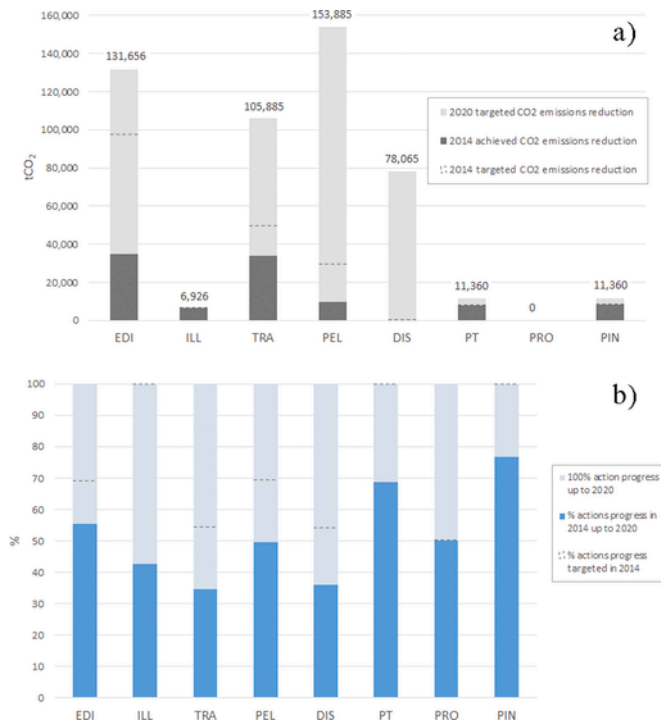 a)
160,000
140,000
120,000
100,000
80,000
60,000
40,000
20,000
0
tCO2
131,656
6,926
105,885
153,885
78,065
11,360
0
11,360
2020 targeted CO2 emissions reduction
2014 achieved CO2 emissions reduction
2014 targeted CO2 emissions reduction
EDI ILL TRA PEL DIS PT PRO PIN
b)
100
90
80
70
60
50
40
30
20
10
0
%
100% action progress
up to 2020
% actions progress in
2014 up to 2020
% actions progress
targeted in 2014
EDI ILL TRA PEL DIS PT PRO PIN